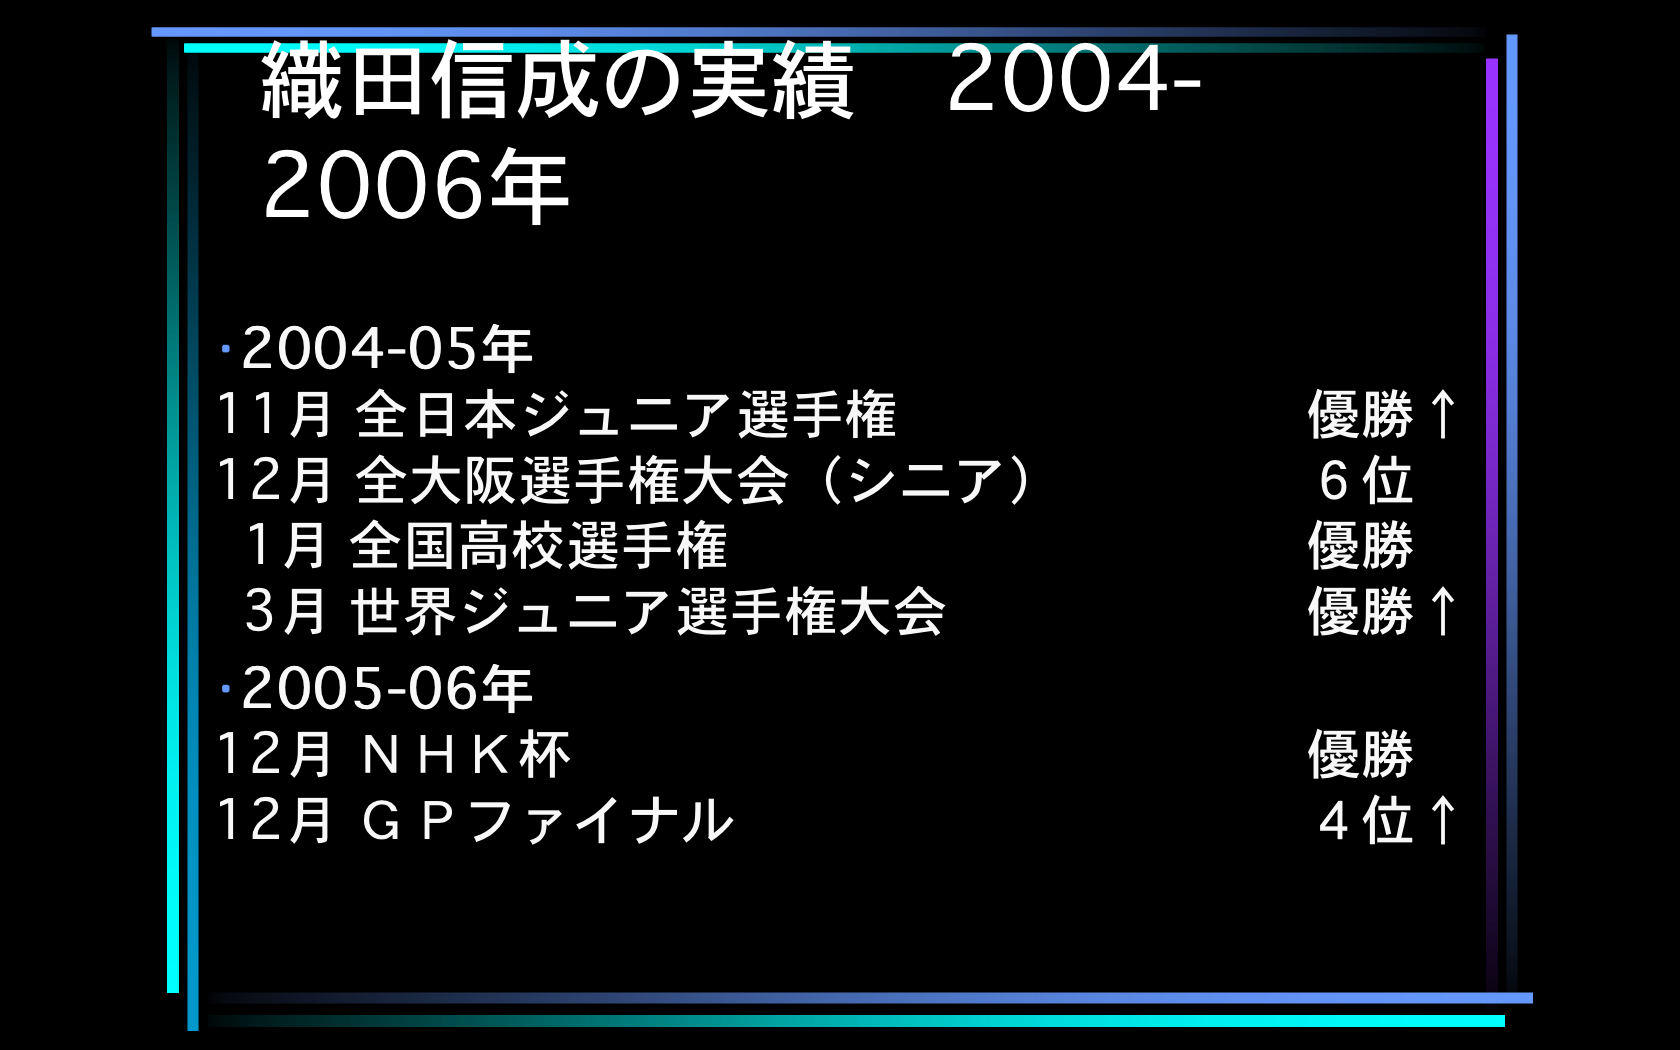 織田信成の実績　2004-
2006年
・2004-05年
11月 全日本ジュニア選手権 優勝↑
12月 全大阪選手権大会（シニア） ６位
1月 全国高校選手権 優勝
3月 世界ジュニア選手権大会 優勝↑
・2005-06年
12月 ＮＨＫ杯 優勝
12月 ＧＰファイナル ４位↑